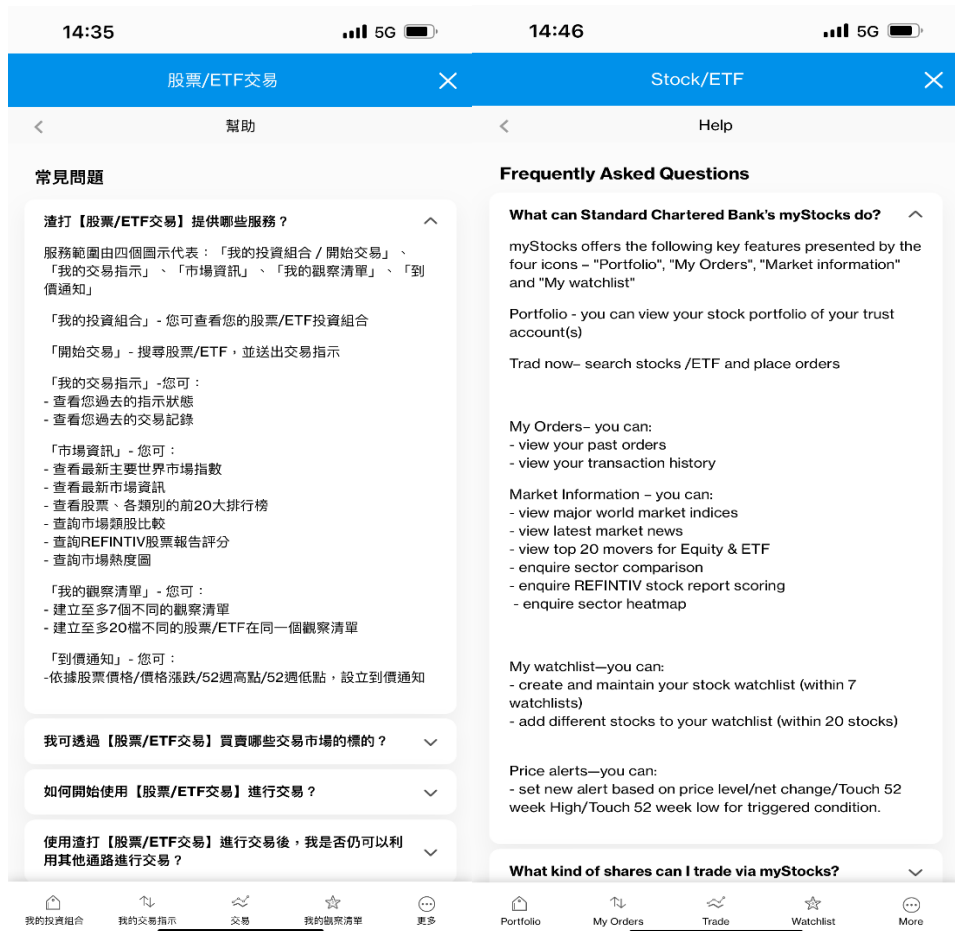 14:35
5G
股票/ETF交易
幫助
常見問題
渣打【股票/ETF交易】提供哪些服務？
服務範圍由四個圖示代表：「我的投資組合 / 開始交易」、
「我的交易指示」、「市場資訊」、「我的觀察清單」、「到
價通知」
「我的投資組合」- 您可查看您的股票/ETF投資組合
「開始交易」- 搜尋股票/ETF，並送出交易指示
「我的交易指示」-您可：
- 查看您過去的指示狀態
- 查看您過去的交易記錄
「市場資訊」- 您可：
- 查看最新主要世界市場指數
- 查看最新市場資訊
- 查看股票、各類別的前20大排行榜
- 查詢市場類股比較
- 查詢REFINTIV股票報告評分
- 查詢市場熱度圖
「我的觀察清單」- 您可：
- 建立至多7個不同的觀察清單
- 建立至多20檔不同的股票/ETF在同一個觀察清單
「到價通知」- 您可：
-依據股票價格/價格漲跌/52週高點/52週低點，設立到價通知
我可透過【股票/ETF交易】買賣哪些交易市場的標的？
如何開始使用【股票/ETF交易】進行交易？
使用渣打【股票/ETF交易】進行交易後，我是否仍可以利
用其他通路進行交易？
我的投資組合
我的交易指示
交易
我的觀察清單
更多
14:46
5G
Stock/ETF
Help
Frequently Asked Questions
What can Standard Chartered Bank's myStocks do?
myStocks offers the following key features presented by the
four icons – "Portfolio", "My Orders", "Market information"
and "My watchlist"
Portfolio - you can view your stock portfolio of your trust
account(s)
Trad now– search stocks /ETF and place orders
My Orders– you can:
- view your past orders
- view your transaction history
Market Information – you can:
- view major world market indices
- view latest market news
- view top 20 movers for Equity & ETF
- enquire sector comparison
- enquire REFINTIV stock report scoring
- enquire sector heatmap
My watchlist—you can:
- create and maintain your stock watchlist (within 7
watchlists)
- add different stocks to your watchlist (within 20 stocks)
Price alerts—you can:
- set new alert based on price level/net change/Touch 52
week High/Touch 52 week low for triggered condition.
What kind of shares can I trade via myStocks?
Portfolio
My Orders
Trade
Watchlist
More